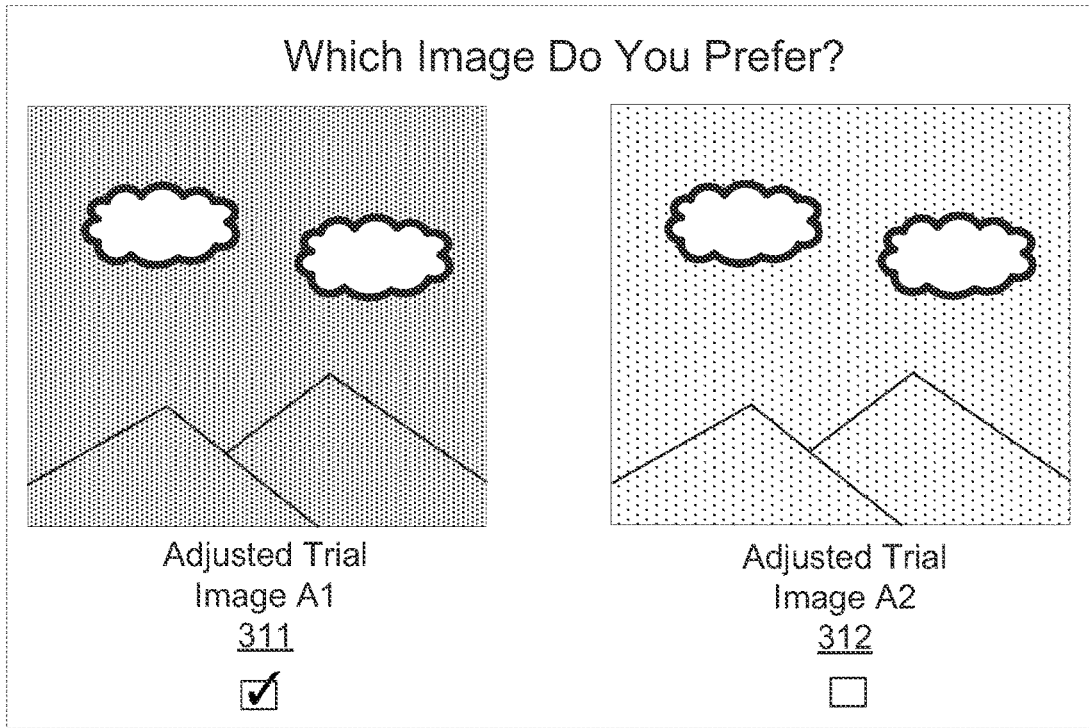 Which Image Do You Prefer?
Adjusted Trial
Image A1
311
Adjusted Trial
Image A2
312